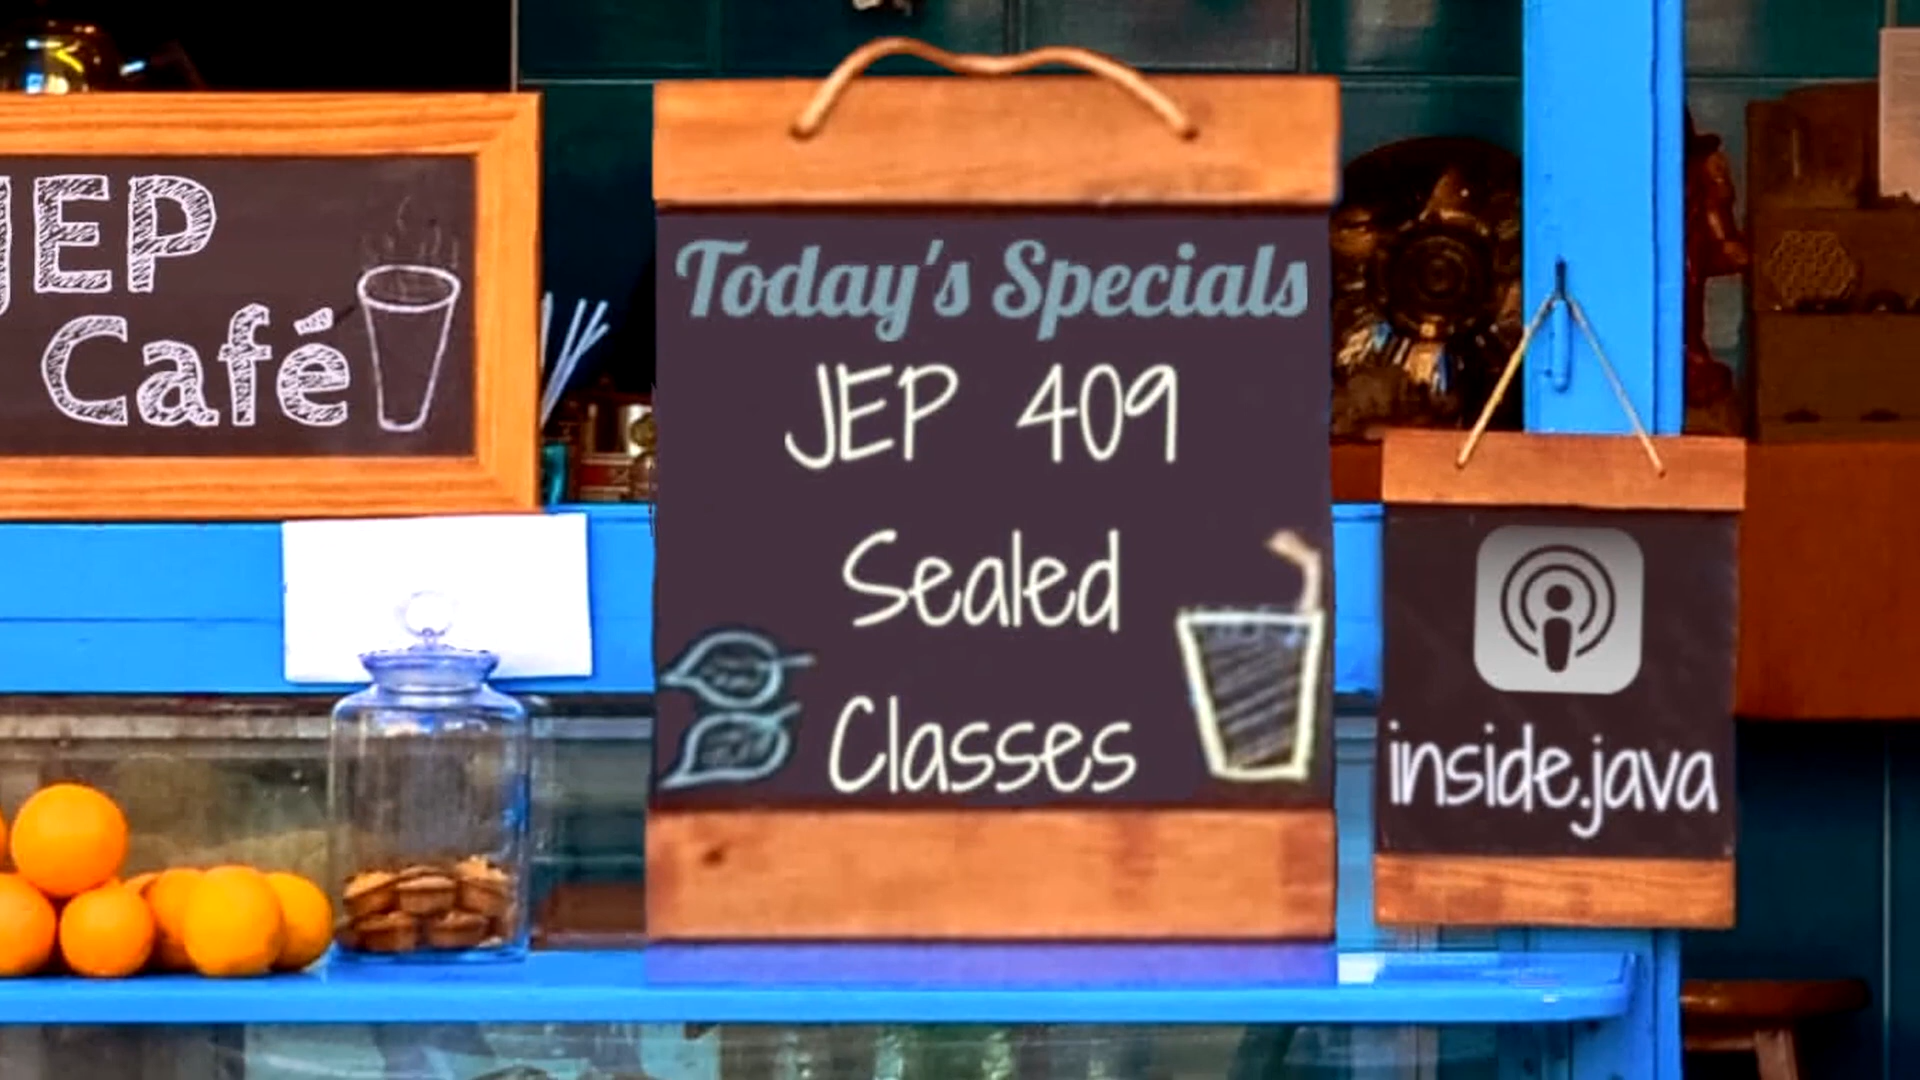 JEP
Café
Today's Specials
JEP 409
Sealed
Classes
inside.java